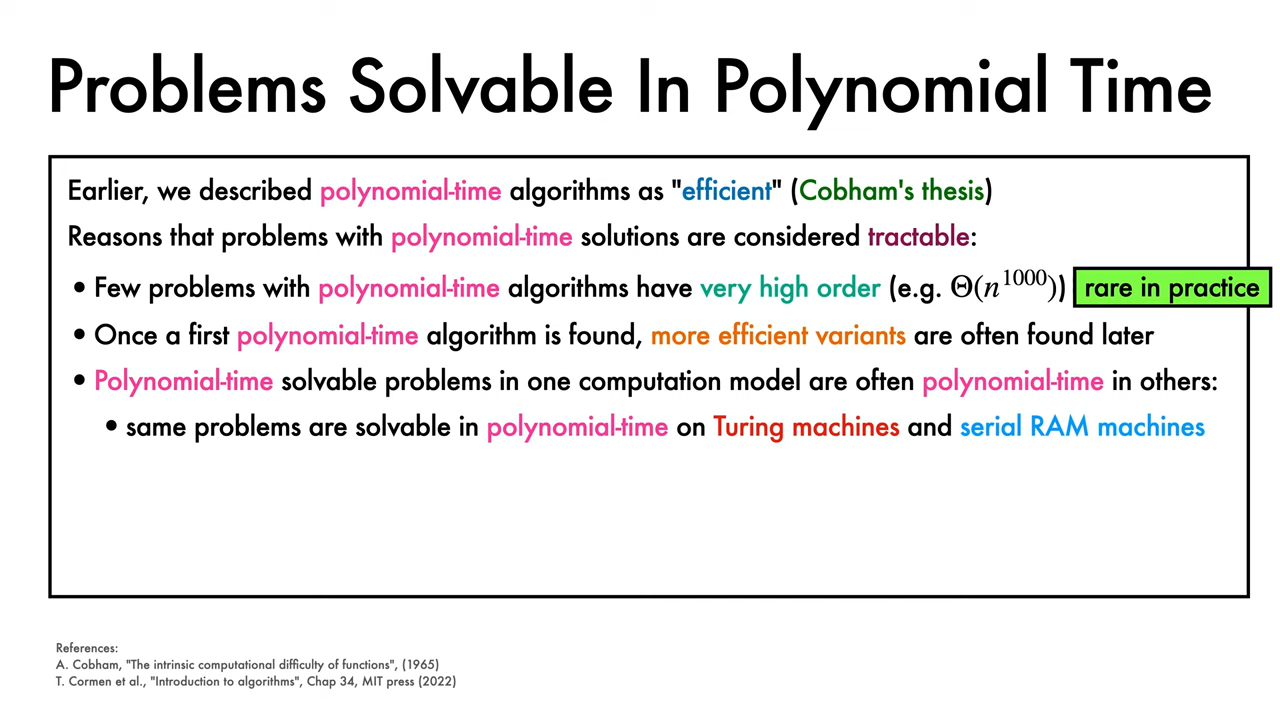 Problems Solvable In Polynomial Time
Earlier, we described polynomial-time algorithms as "efficient" (Cobham's thesis)
Reasons that problems with polynomial-time solutions are considered tractable:
• Few problems with polynomial-time algorithms have very high order (e.g. Θ(n^1000)) rare in practice
• Once a first polynomial-time algorithm is found, more efficient variants are often found later
• Polynomial-time solvable problems in one computation model are often polynomial-time in others:
• same problems are solvable in polynomial-time on Turing machines and serial RAM machines
References:
A. Cobham, "The intrinsic computational difficulty of functions", (1965)
T. Cormen et al., "Introduction to algorithms", Chap 34, MIT press (2022)